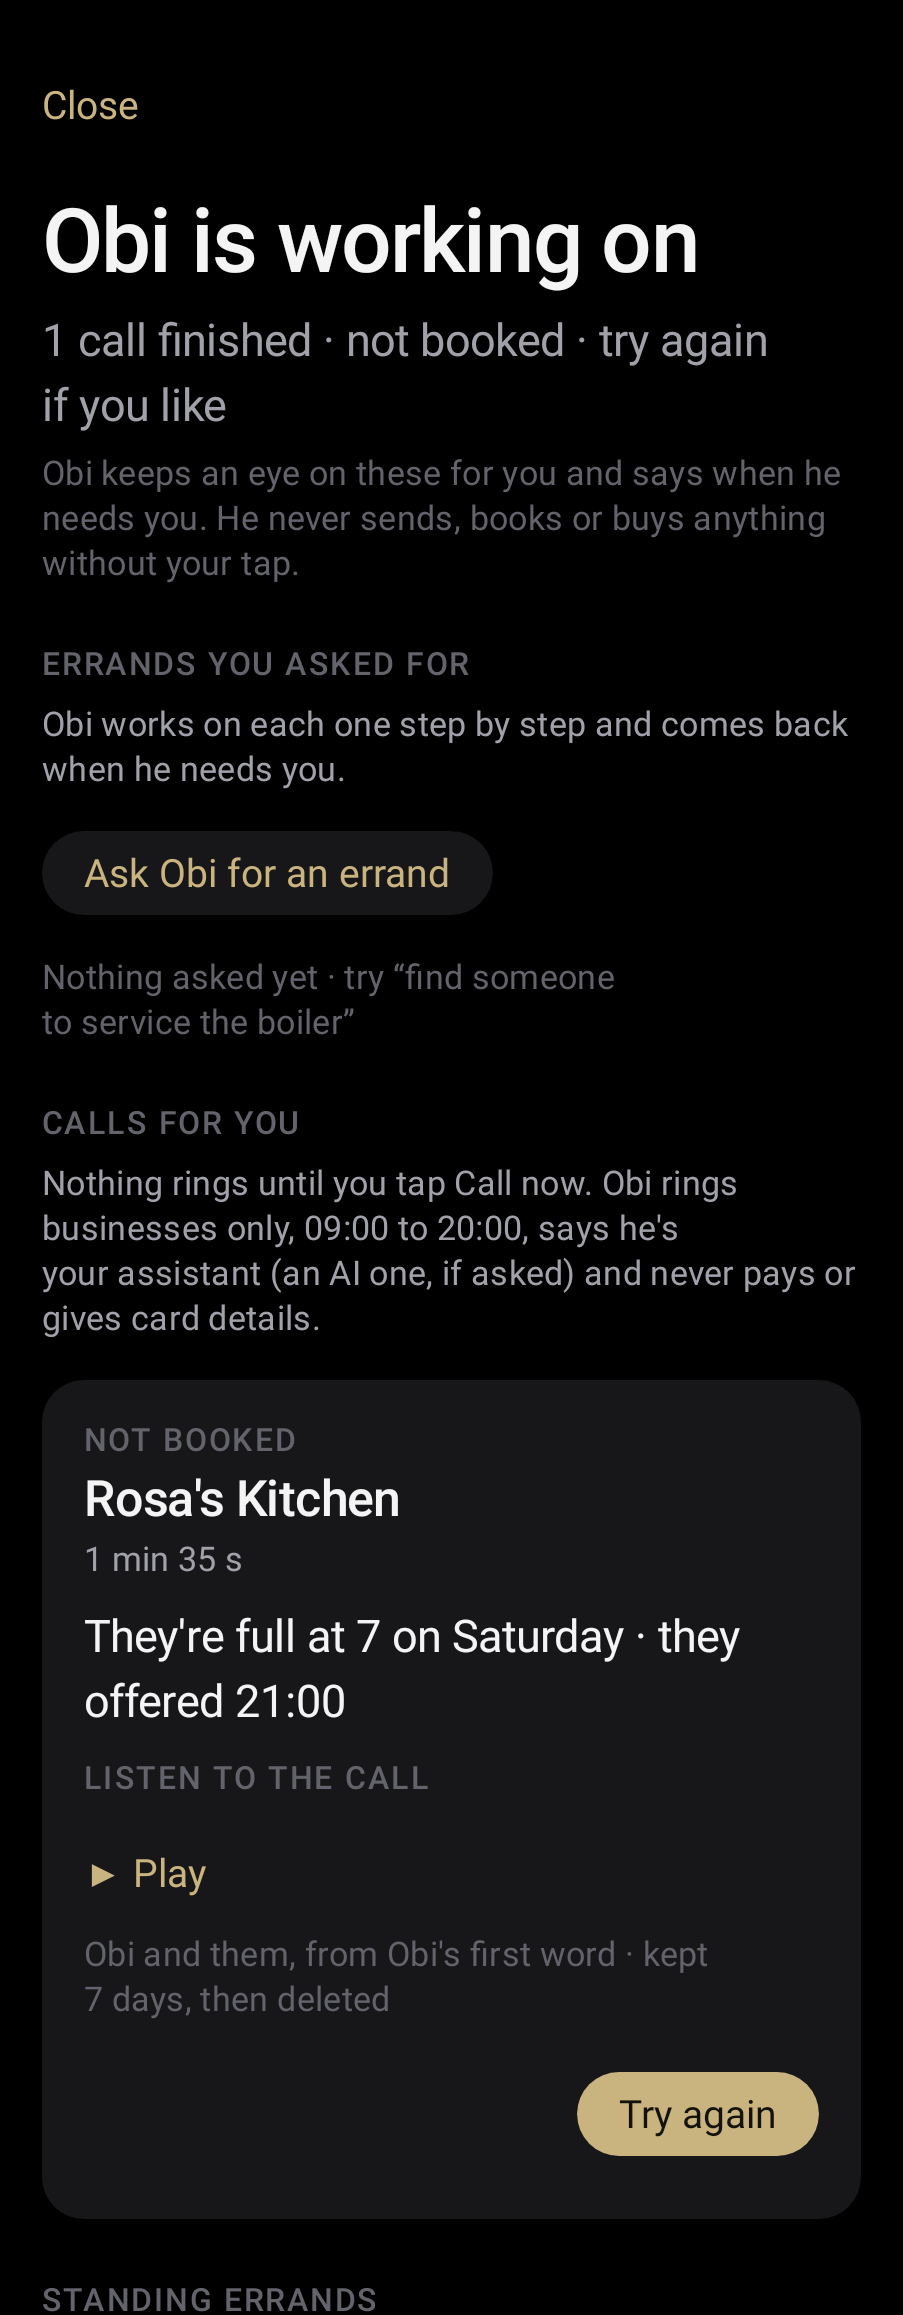 Close
Obi is working on
1 call finished · not booked · try again
if you like
Obi keeps an eye on these for you and says when he
needs you. He never sends, books or buys anything
without your tap.
ERRANDS YOU ASKED FOR
Obi works on each one step by step and comes back
when he needs you.
Ask Obi for an errand
Nothing asked yet · try “find someone
to service the boiler”
CALLS FOR YOU
Nothing rings until you tap Call now. Obi rings
businesses only, 09:00 to 20:00, says he's
your assistant (an AI one, if asked) and never pays or
gives card details.
NOT BOOKED
Rosa's Kitchen
1 min 35 s
They're full at 7 on Saturday · they
offered 21:00
LISTEN TO THE CALL
► Play
Obi and them, from Obi's first word · kept
7 days, then deleted
Try again
STANDING ERRANDS